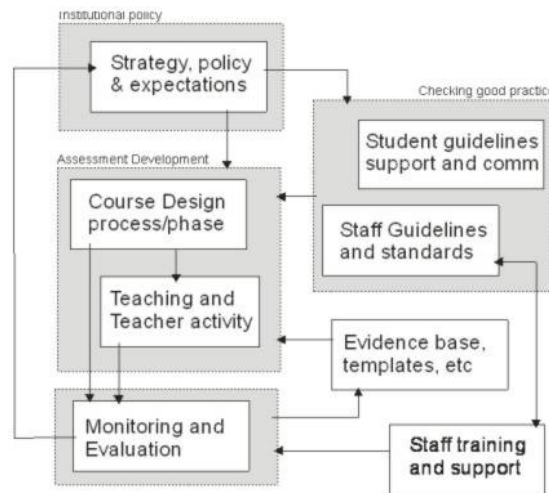 Institutional policy
Strategy, policy
& expectations
Checking good practice
Student guidelines
support and comm
Assessment Development
Course Design
process/phase
Staff Guidelines
and standards
Teaching and
Teacher activity
Evidence base,
templates, etc
Monitoring and
Evaluation
Staff training
and support